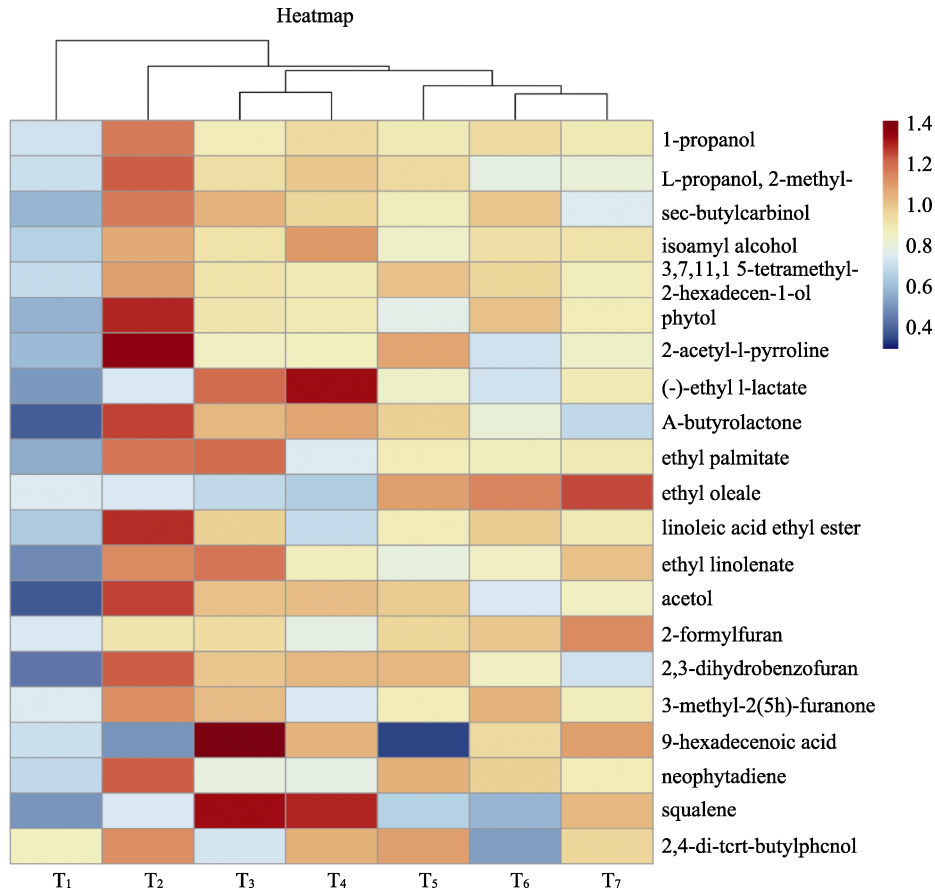 Heatmap
1-propanol
L-propanol, 2-methyl-
sec-butylcarbinol
isoamyl alcohol
3,7,11,1 5-tetramethyl-
2-hexadecen-1-ol
phytol
2-acetyl-l-pyrroline
(-)-ethyl l-lactate
A-butyrolactone
ethyl palmitate
ethyl oleale
linoleic acid ethyl ester
ethyl linolenate
acetol
2-formylfuran
2,3-dihydrobenzofuran
3-methyl-2(5h)-furanone
9-hexadecenoic acid
neophytadiene
squalene
2,4-di-tcrt-butylphcnol
1.4
1.2
1.0
0.8
0.6
0.4
T₁ T₂ T₃ T₄ T₅ T₆ T₇